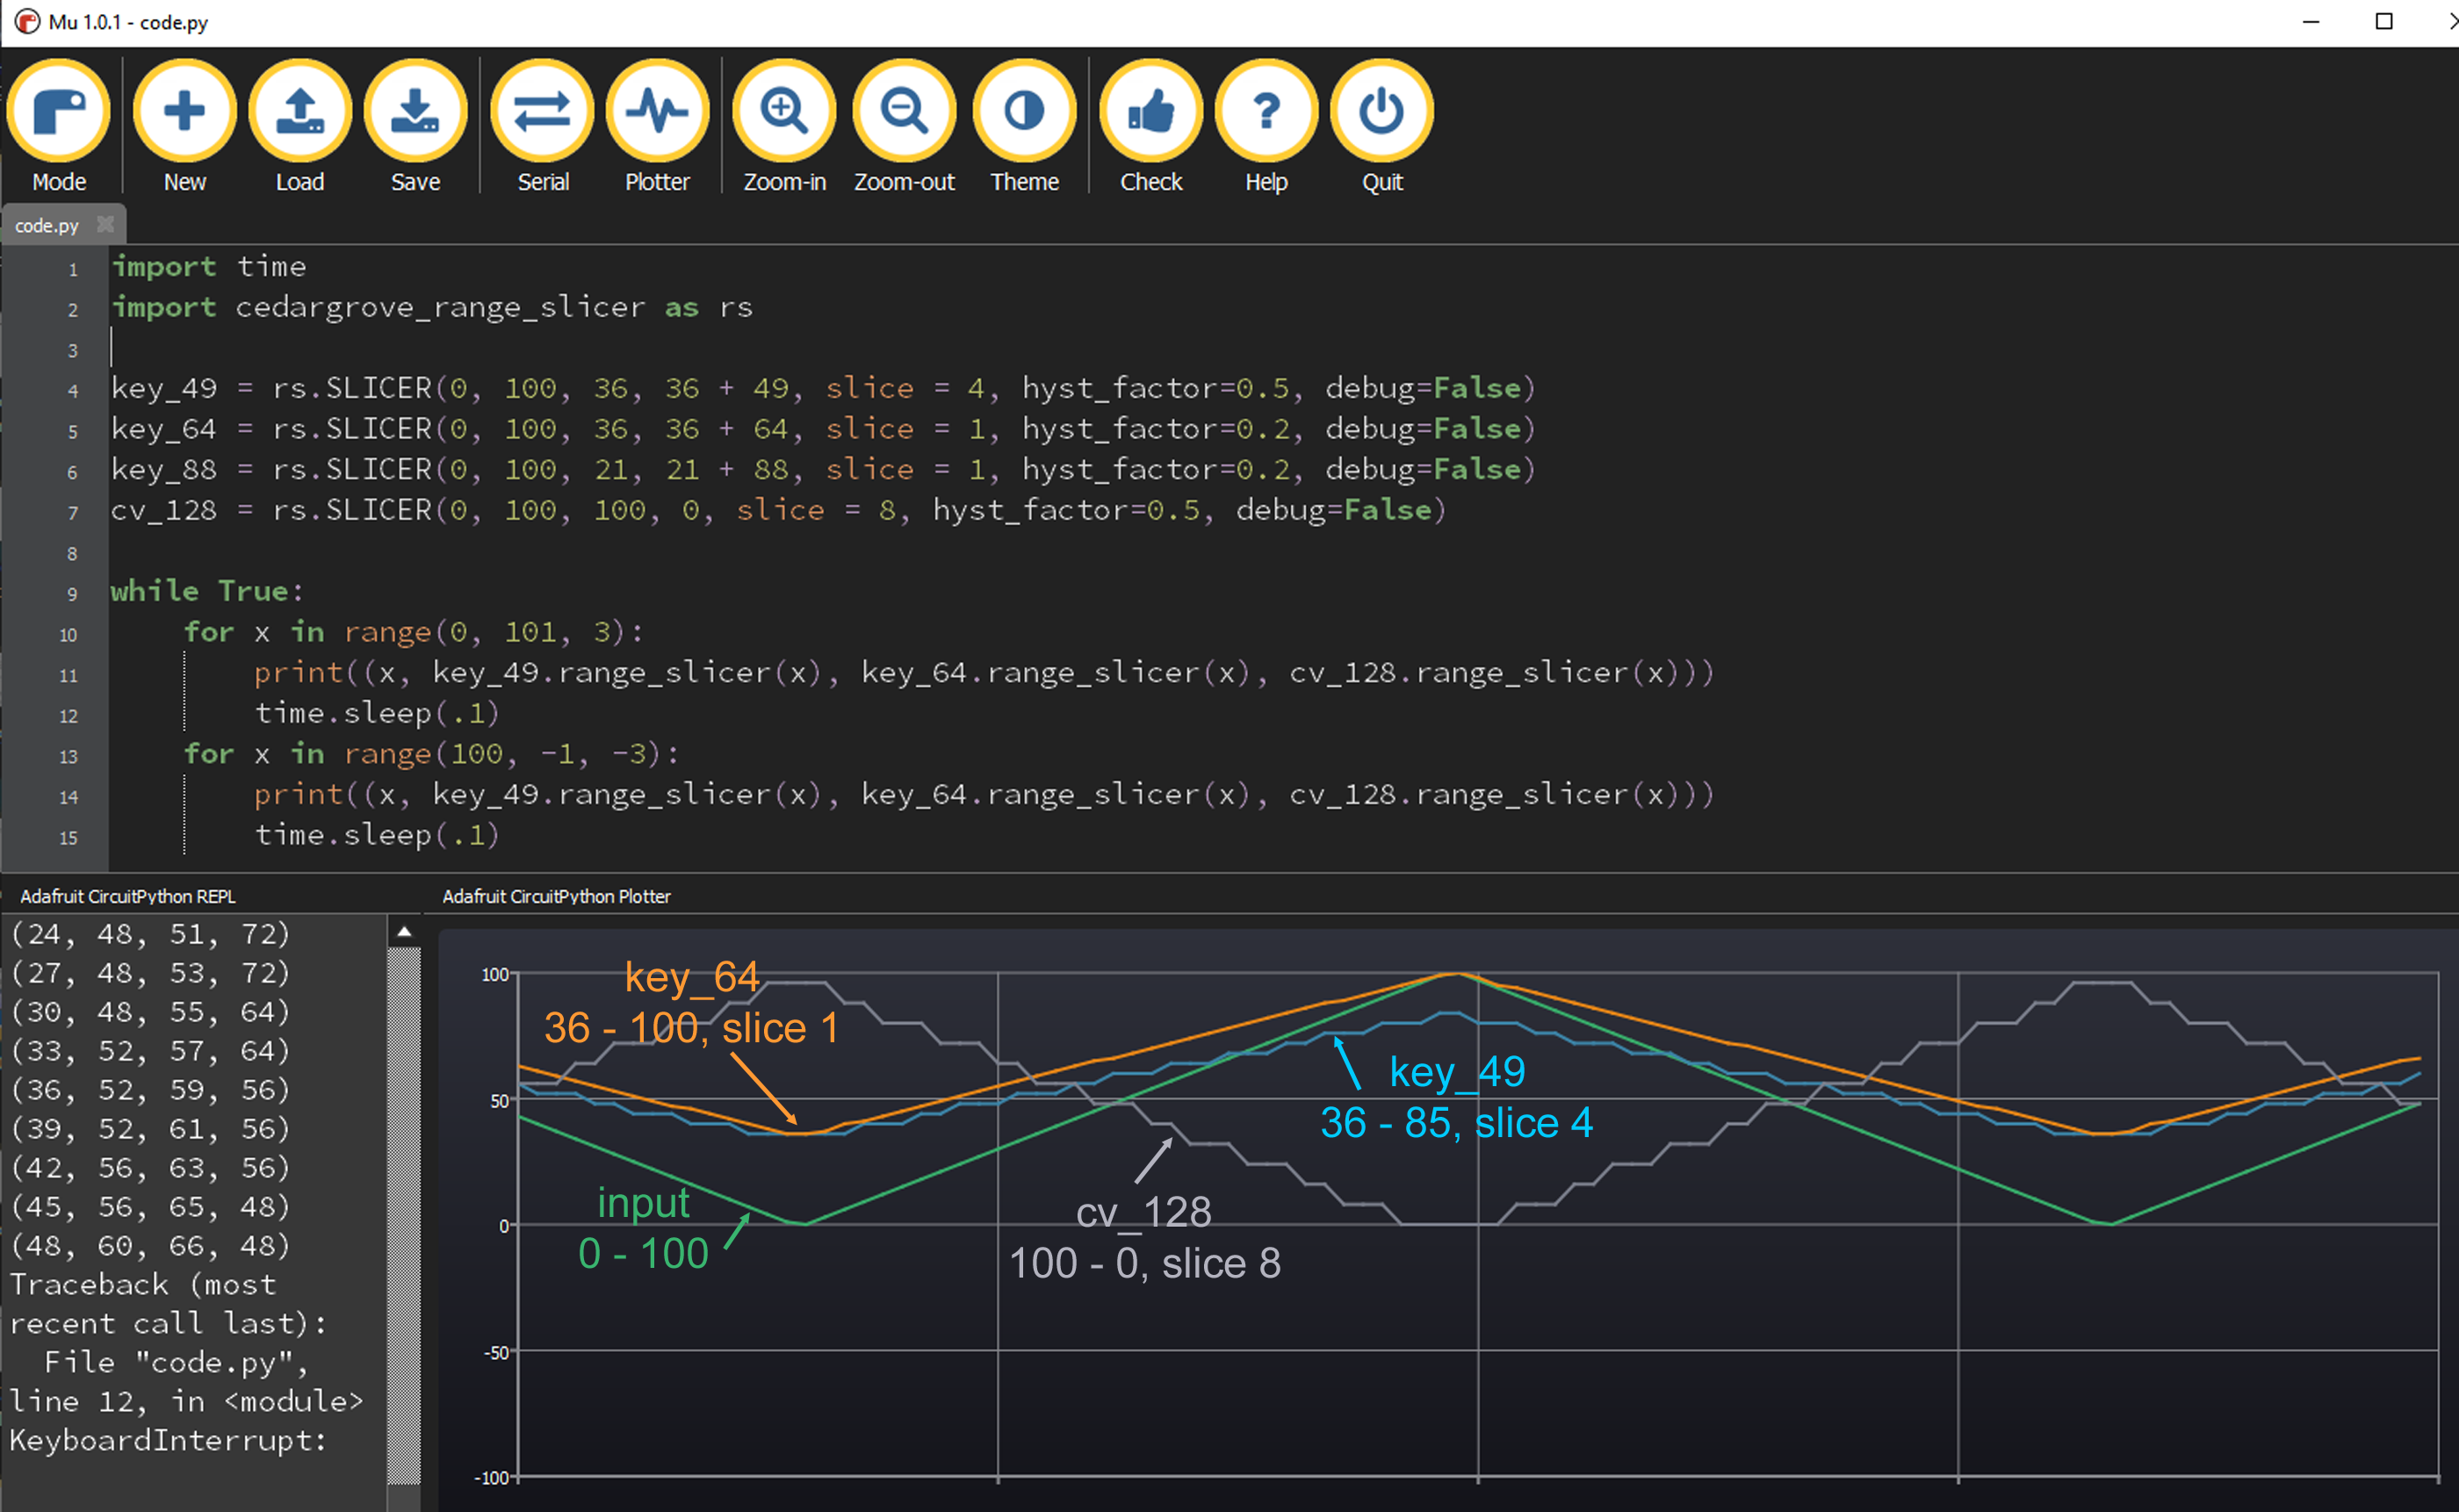 Mu 1.0.1 - code.py
Mode New Load Save Serial Plotter Zoom-in Zoom-out Theme Check Help Quit
code.py
1 import time
2 import cedargrove_range_slicer as rs
3
4 key_49 = rs.SLICER(0, 100, 36, 36 + 49, slice = 4, hyst_factor=0.5, debug=False)
5 key_64 = rs.SLICER(0, 100, 36, 36 + 64, slice = 1, hyst_factor=0.2, debug=False)
6 key_88 = rs.SLICER(0, 100, 21, 21 + 88, slice = 1, hyst_factor=0.2, debug=False)
7 cv_128 = rs.SLICER(0, 100, 100, 0, slice = 8, hyst_factor=0.5, debug=False)
8
9 while True:
10 for x in range(0, 101, 3):
11 print((x, key_49.range_slicer(x), key_64.range_slicer(x), cv_128.range_slicer(x)))
12 time.sleep(.1)
13 for x in range(100, -1, -3):
14 print((x, key_49.range_slicer(x), key_64.range_slicer(x), cv_128.range_slicer(x)))
15 time.sleep(.1)
Adafruit CircuitPython REPL
(24, 48, 51, 72)
(27, 48, 53, 72)
(30, 48, 55, 64)
(33, 52, 57, 64)
(36, 52, 59, 56)
(39, 52, 61, 56)
(42, 56, 63, 56)
(45, 56, 65, 48)
(48, 60, 66, 48)
Traceback (most
recent call last):
File "code.py",
line 12, in <module>
KeyboardInterrupt:
Adafruit CircuitPython Plotter
100
50
0
-50
-100
key_64
36 - 100, slice 1
key_49
36 - 85, slice 4
input
0 - 100
cv_128
100 - 0, slice 8